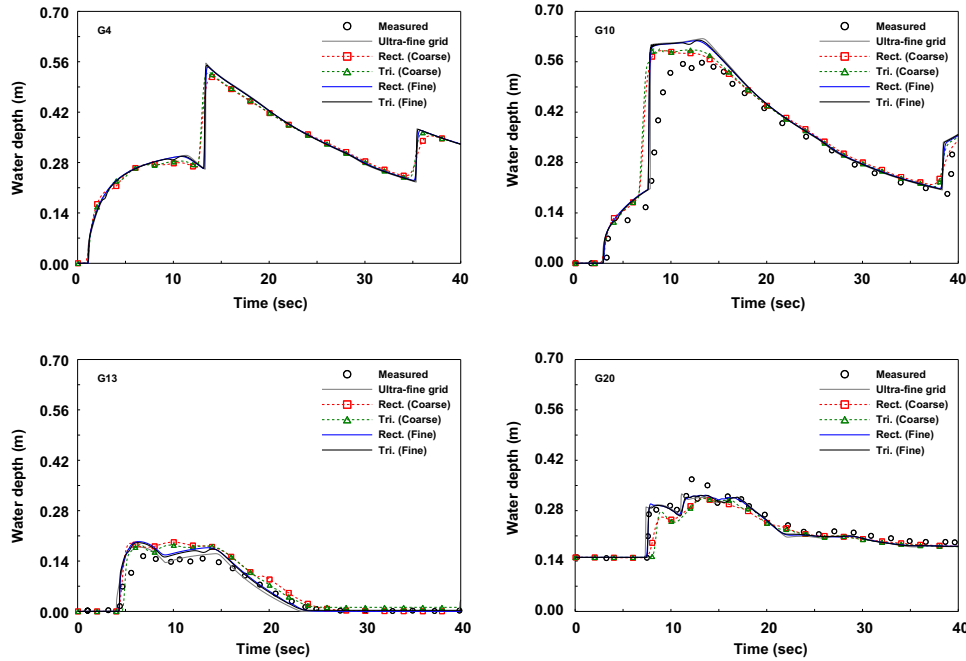 G4
Measured
Ultra-fine grid
Rect. (Coarse)
Tri. (Coarse)
Rect. (Fine)
Tri. (Fine)
Water depth (m)
0.70
0.56
0.42
0.28
0.14
0.00
0 10 20 30 40
Time (sec)
G10
Measured
Ultra-fine grid
Rect. (Coarse)
Tri. (Coarse)
Rect. (Fine)
Tri. (Fine)
Water depth (m)
0.70
0.56
0.42
0.28
0.14
0.00
0 10 20 30 40
Time (sec)
G13
Measured
Ultra-fine grid
Rect. (Coarse)
Tri. (Coarse)
Rect. (Fine)
Tri. (Fine)
Water depth (m)
0.70
0.56
0.42
0.28
0.14
0.00
0 10 20 30 40
Time (sec)
G20
Measured
Ultra-fine grid
Rect. (Coarse)
Tri. (Coarse)
Rect. (Fine)
Tri. (Fine)
Water depth (m)
0.70
0.56
0.42
0.28
0.14
0.00
0 10 20 30 40
Time (sec)